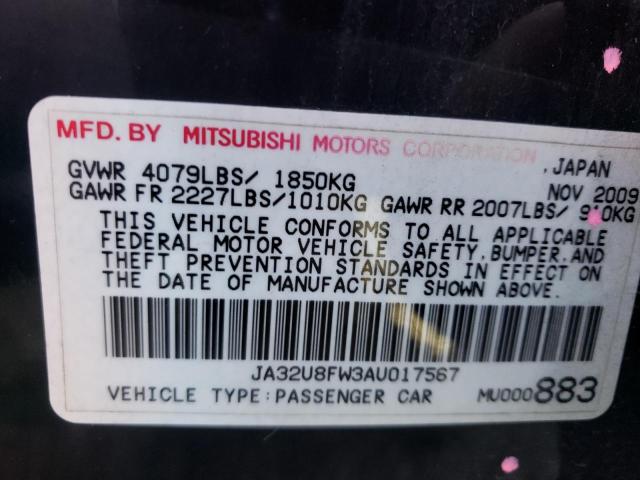 MFD. BY MITSUBISHI MOTORS CORPORATION, JAPAN
GVWR 4079LBS/ 1850KG NOV 2009
GAWR FR 2227LBS/1010KG GAWR RR 2007LBS/ 910KG
THIS VEHICLE CONFORMS TO ALL APPLICABLE
FEDERAL MOTOR VEHICLE SAFETY, BUMPER, AND
THEFT PREVENTION STANDARDS IN EFFECT ON
THE DATE OF MANUFACTURE SHOWN ABOVE.
JA32U8FW3AU017567
VEHICLE TYPE:PASSENGER CAR MU000883